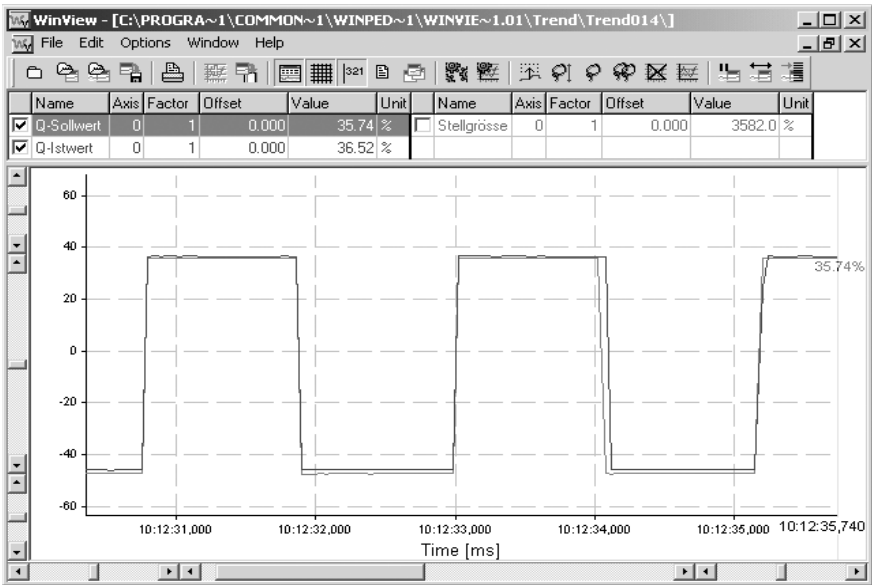 WinView - [C:\PROGRA~1\COMMON~1\WINPED~1\WINVIE~1.01\Trend\Trend014\]
File Edit Options Window Help
321
Name Axis Factor Offset Value Unit Name Axis Factor Offset Value Unit
Q-Sollwert 0 1 0.000 35.74 % Stellgrösse 0 1 0.000 3582.0 %
Q-Istwert 0 1 0.000 36.52 %
60
40
35.74%
20
0
-20
-40
-60
10:12:31,000 10:12:32,000 10:12:33,000 10:12:34,000 10:12:35,000 10:12:35,740
Time [ms]